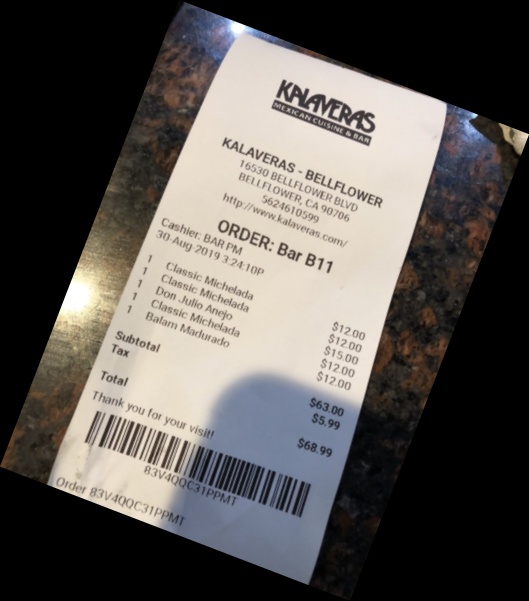 KALAVERAS
MEXICAN CUISINE & BAR
KALAVERAS - BELLFLOWER
16530 BELLFLOWER BLVD
BELLFLOWER, CA 90706
5624610599
http://www.kalaveras.com/
ORDER: Bar B11
Cashier: BAR PM
30-Aug-2019 3:24:10P
1 Classic Michelada $12.00
1 Classic Michelada $12.00
1 Don Julio Anejo $15.00
1 Classic Michelada $12.00
1 Balam Madurado $12.00
Subtotal $63.00
Tax $5.99
Total $68.99
Thank you for your visit!
83V4QQC31PPMT
Order 83V4QQC31PPMT